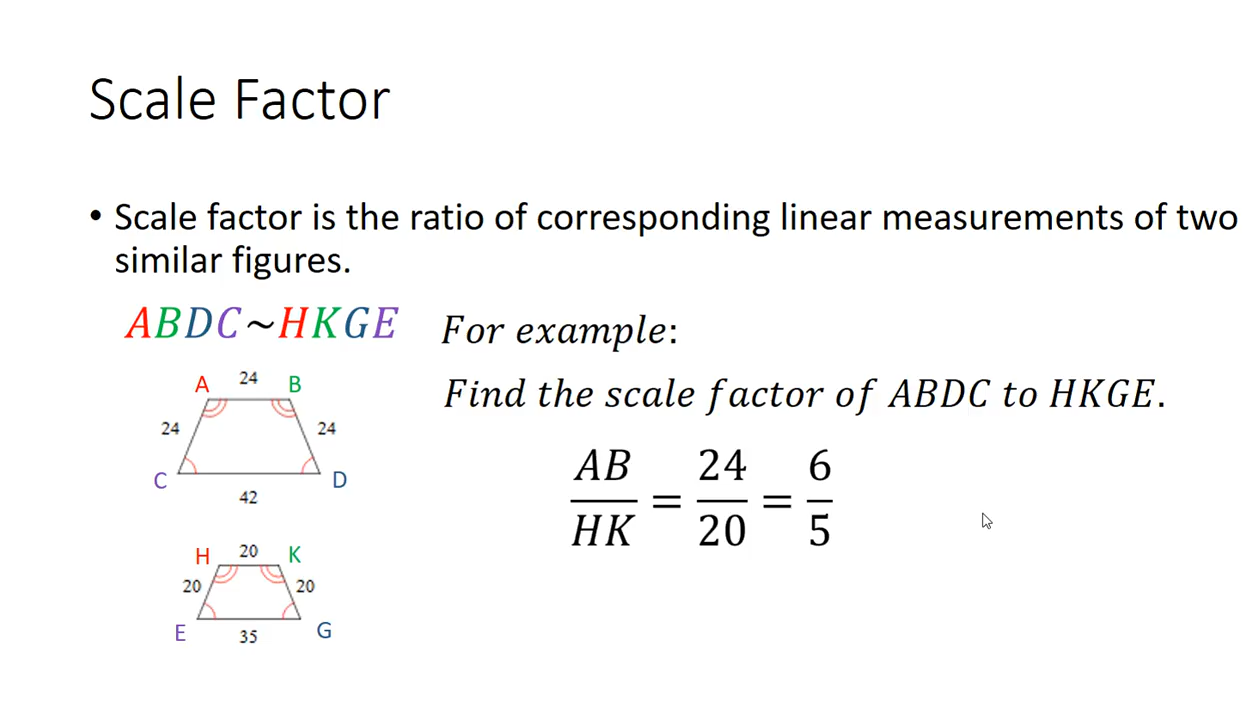 Scale Factor
• Scale factor is the ratio of corresponding linear measurements of two
similar figures.
ABDC~HKGE
For example:
Find the scale factor of ABDC to HKGE.
AB/HK = 24/20 = 6/5
A 24 B
24 24
C D
42
H 20 K
20 20
E 35 G